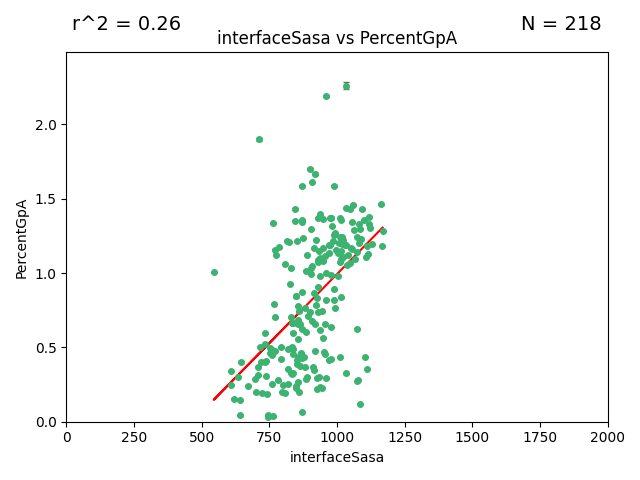 r^2 = 0.26
N = 218
interfaceSasa vs PercentGpA
PercentGpA
2.0
1.5
1.0
0.5
0.0
0 250 500 750 1000 1250 1500 1750 2000
interfaceSasa